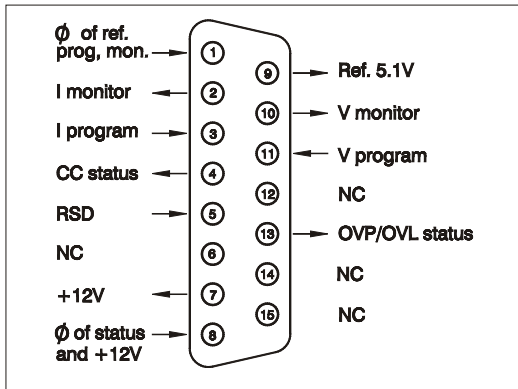 Ø of ref.
prog, mon.
I monitor
I program
CC status
RSD
NC
+12V
Ø of status
and +12V
1
2
3
4
5
6
7
8
9
10
11
12
13
14
15
Ref. 5.1V
V monitor
V program
NC
OVP/OVL status
NC
NC